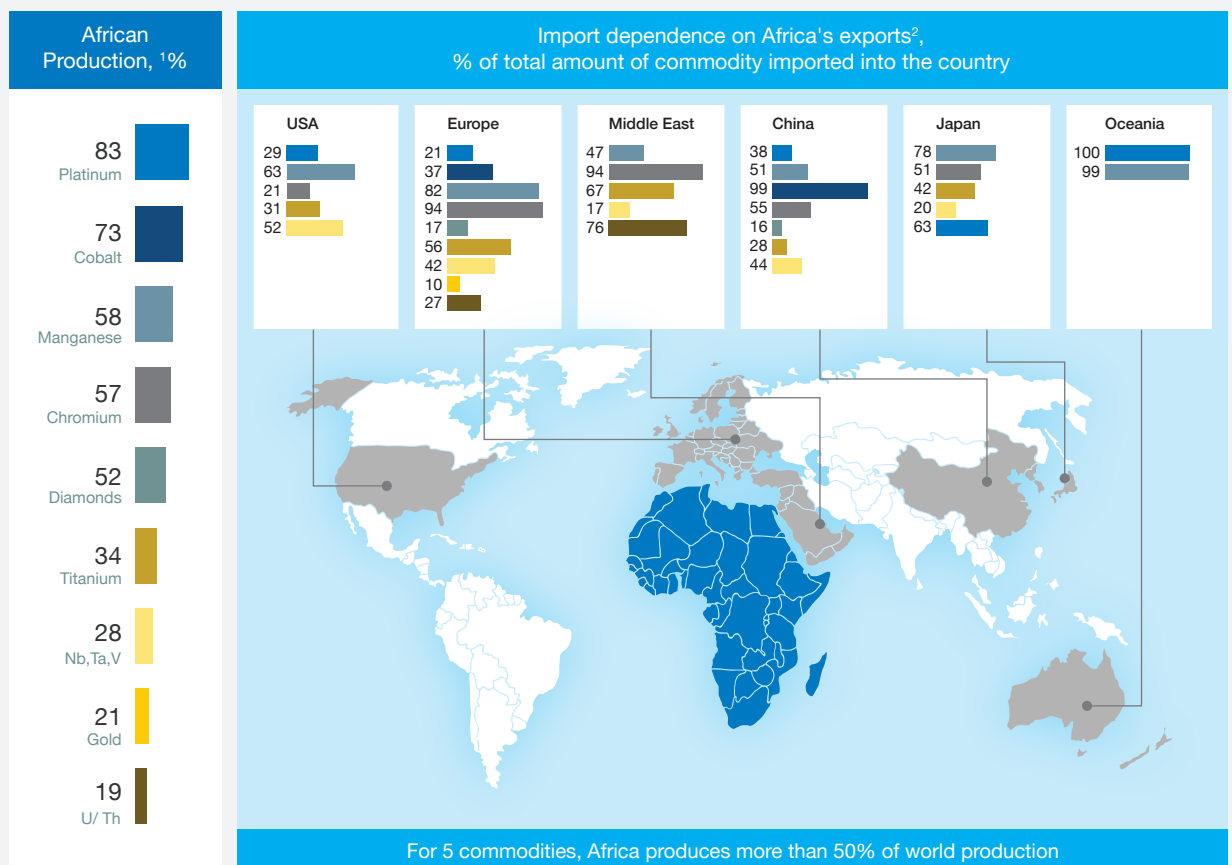 African
Production, ¹%
83
Platinum
73
Cobalt
58
Manganese
57
Chromium
52
Diamonds
34
Titanium
28
Nb,Ta,V
21
Gold
19
U/ Th
Import dependence on Africa's exports²,
% of total amount of commodity imported into the country
USA
29
63
21
31
52
Europe
21
37
82
94
17
56
42
10
27
Middle East
47
94
67
17
76
China
38
51
99
55
16
28
44
Japan
78
51
42
20
63
Oceania
100
99
For 5 commodities, Africa produces more than 50% of world production